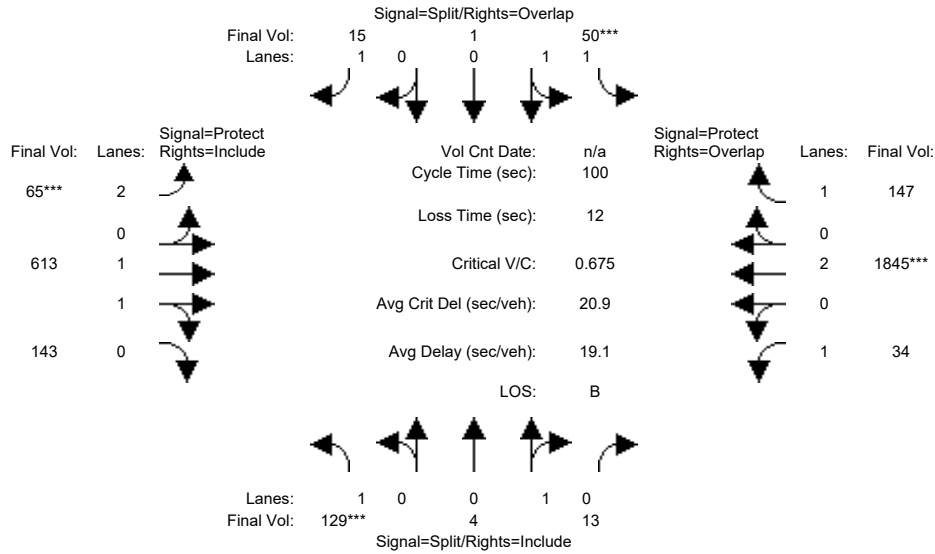 Signal=Split/Rights=Overlap
Final Vol: 15 1 50***
Lanes: 1 0 0 1 1
Signal=Protect
Final Vol: Lanes: Rights=Include
Vol Cnt Date: n/a
Signal=Protect
Rights=Overlap Lanes: Final Vol:
Cycle Time (sec): 100
65*** 2
1 147
Loss Time (sec): 12
0
0
613 1
Critical V/C: 0.675
2 1845***
1
Avg Crit Del (sec/veh): 20.9
0
143 0
Avg Delay (sec/veh): 19.1
1 34
LOS: B
Lanes: 1 0 0 1 0
Final Vol: 129*** 4 13
Signal=Split/Rights=Include